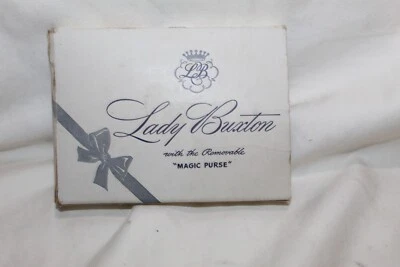 LB
Lady Buxton
with the Removable
"MAGIC PURSE"